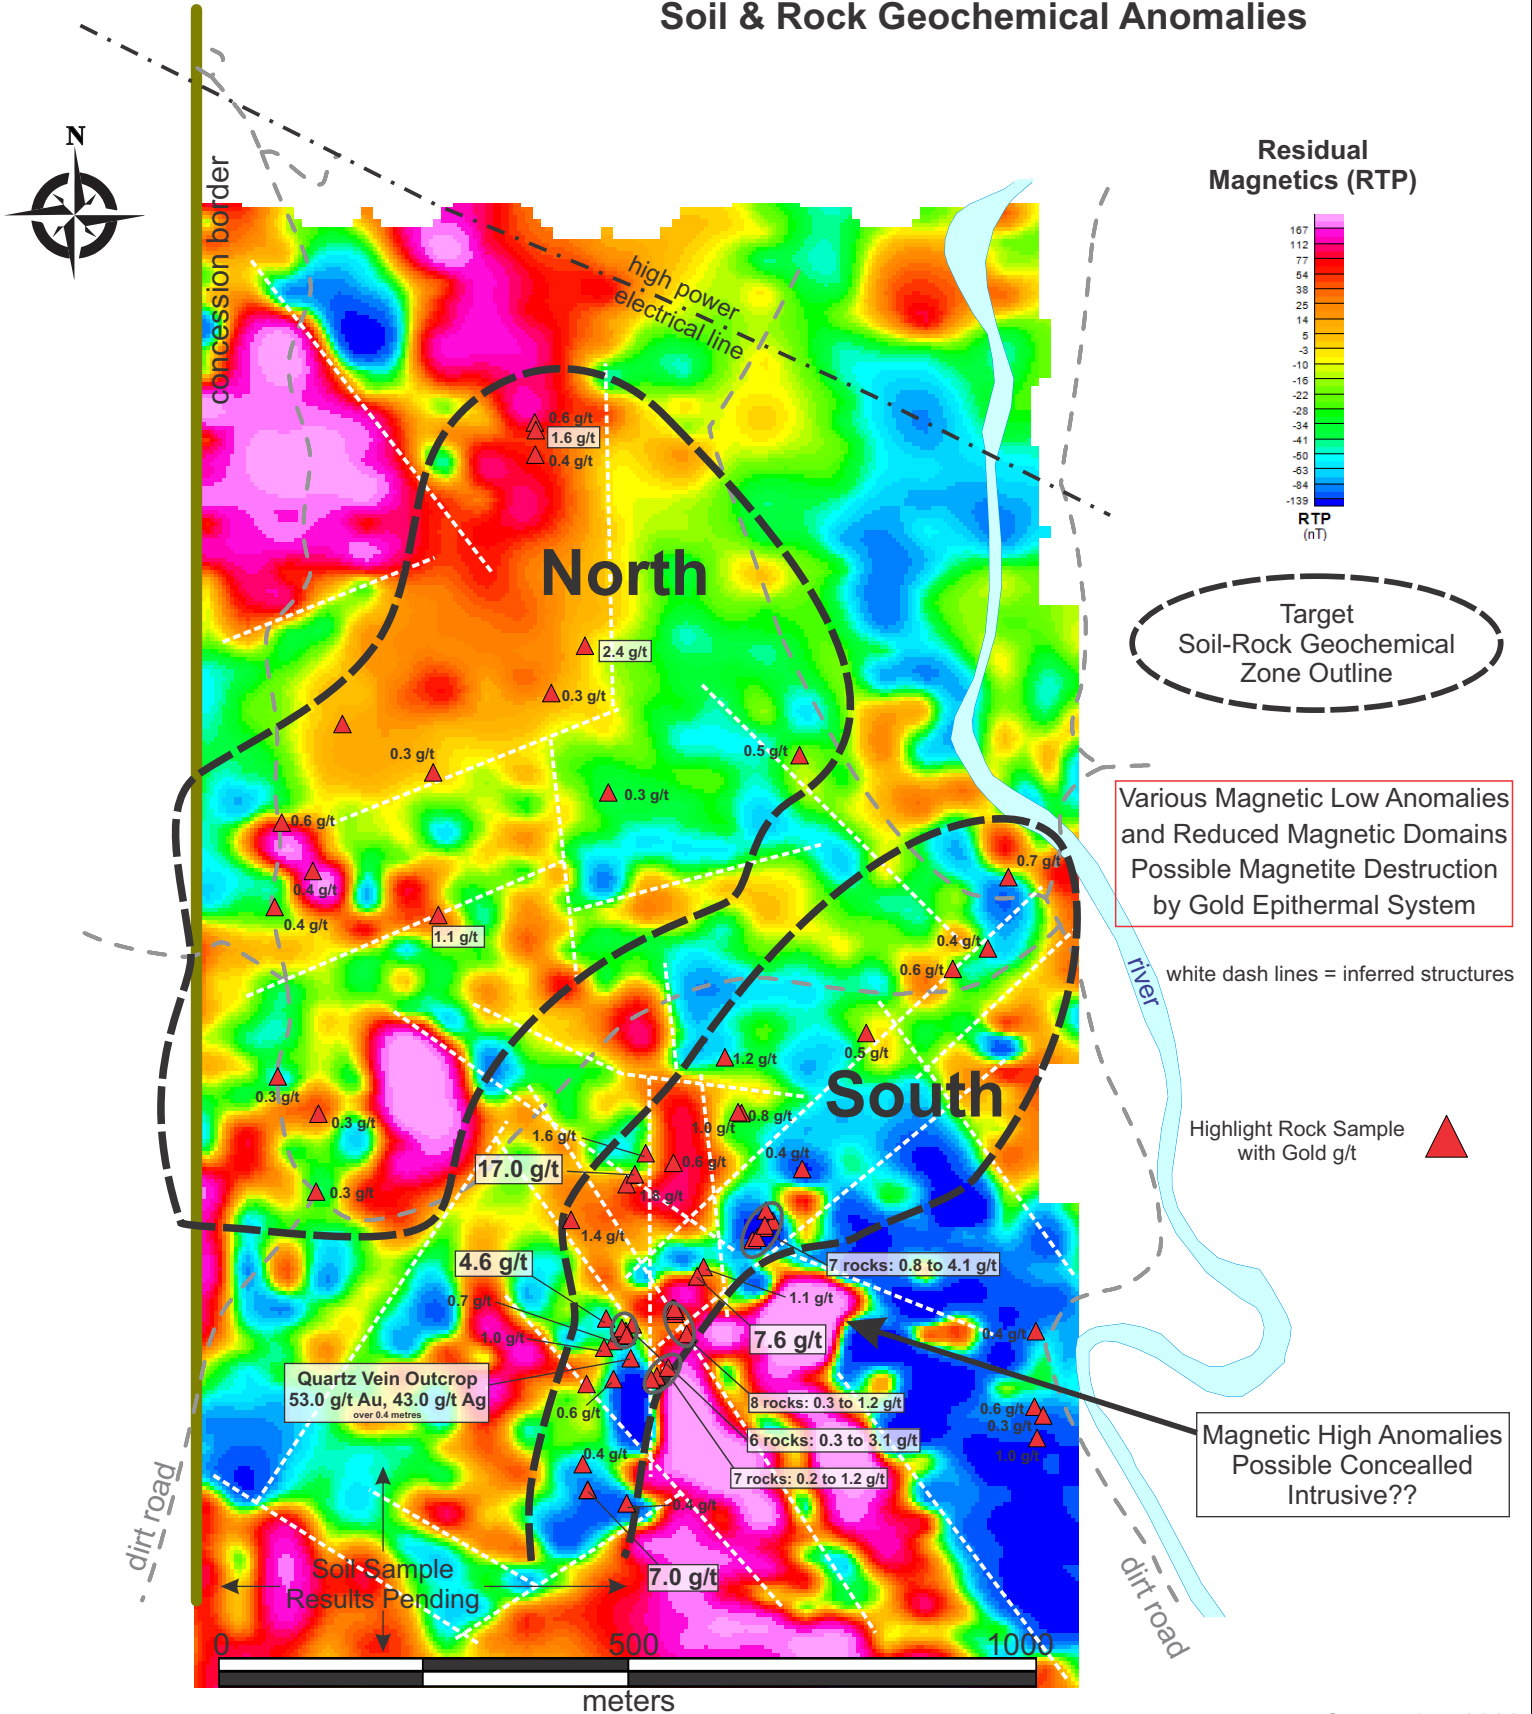 Soil & Rock Geochemical Anomalies
N
concession border
high power
electrical line
Residual
Magnetics (RTP)
167
112
77
54
38
25
14
5
-3
-10
-16
-22
-28
-34
-41
-50
-63
-84
-139
RTP
(nT)
0.6 g/t
1.6 g/t
0.4 g/t
North
Target
Soil-Rock Geochemical
Zone Outline
2.4 g/t
0.3 g/t
0.3 g/t
0.5 g/t
0.3 g/t
0.6 g/t
0.4 g/t
0.4 g/t
1.1 g/t
Various Magnetic Low Anomalies
and Reduced Magnetic Domains
Possible Magnetite Destruction
by Gold Epithermal System
0.7 g/t
0.4 g/t
0.6 g/t
river
white dash lines = inferred structures
0.5 g/t
1.2 g/t
South
0.3 g/t
0.3 g/t
0.8 g/t
1.0 g/t
1.6 g/t
0.6 g/t
0.4 g/t
17.0 g/t
1.8 g/t
0.3 g/t
Highlight Rock Sample
with Gold g/t
1.4 g/t
4.6 g/t
7 rocks: 0.8 to 4.1 g/t
0.7 g/t
1.1 g/t
1.0 g/t
7.6 g/t
0.4 g/t
Quartz Vein Outcrop
53.0 g/t Au, 43.0 g/t Ag
over 0.4 metres
0.6 g/t
8 rocks: 0.3 to 1.2 g/t
6 rocks: 0.3 to 3.1 g/t
7 rocks: 0.2 to 1.2 g/t
0.6 g/t
0.3 g/t
1.0 g/t
0.4 g/t
0.4 g/t
7.0 g/t
Magnetic High Anomalies
Possible Concealled
Intrusive??
dirt road
Soil Sample
Results Pending
dirt road
0
500
1000
meters